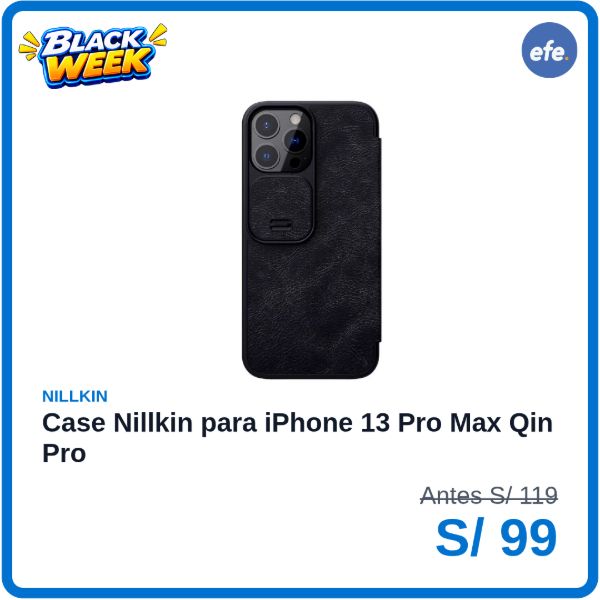 BLACK
WEEK
efe.
NILLKIN
Case Nillkin para iPhone 13 Pro Max Qin
Pro
Antes S/ 119
S/ 99